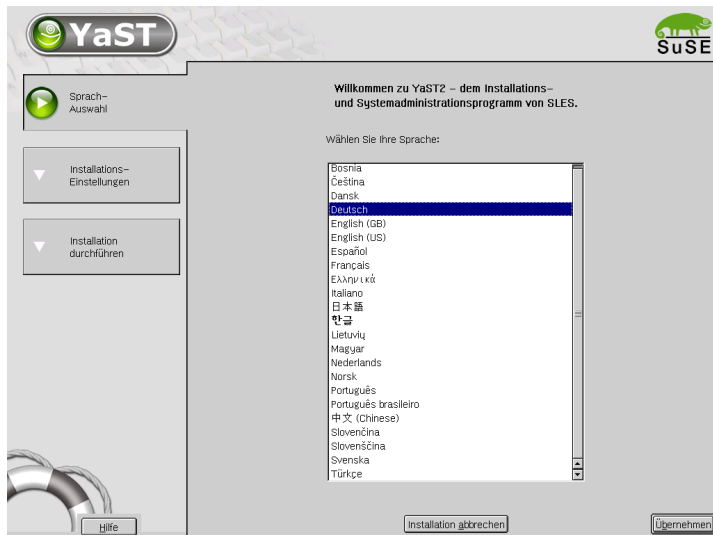 YaST
SuSE
Sprach-
Auswahl
Installations-
Einstellungen
Installation
durchführen
Willkommen zu YaST2 - dem Installations-
und Systemadministrationsprogramm von SLES.
Wählen Sie Ihre Sprache:
Bosnia
Čeština
Dansk
Deutsch
English (GB)
English (US)
Español
Français
Ελληνικά
Italiano
日本語
한글
Lietuvių
Magyar
Nederlands
Norsk
Português
Português brasileiro
中文 (Chinese)
Slovenčina
Slovenščina
Svenska
Türkçe
Hilfe
Installation abbrechen
Übernehmen